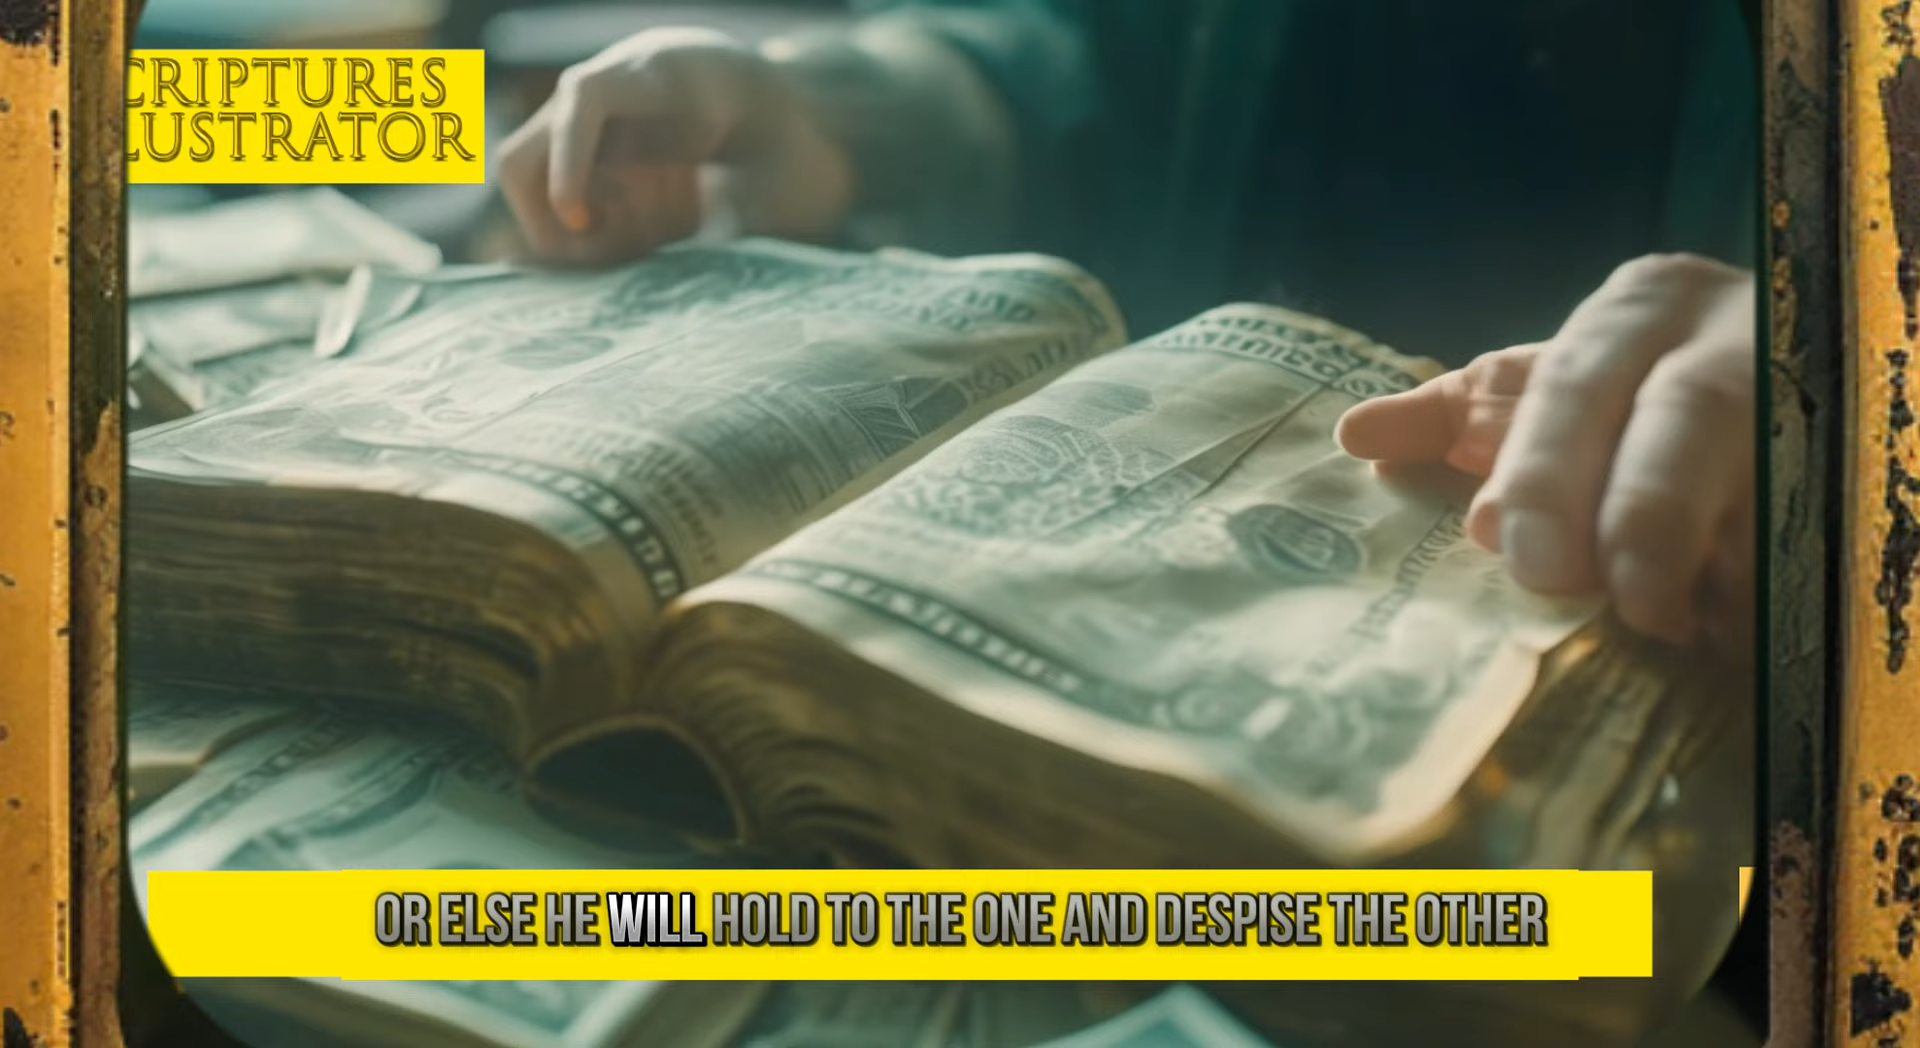 CRIPTURES
LUSTRATOR
OR ELSE HE WILL HOLD TO THE ONE AND DESPISE THE OTHER